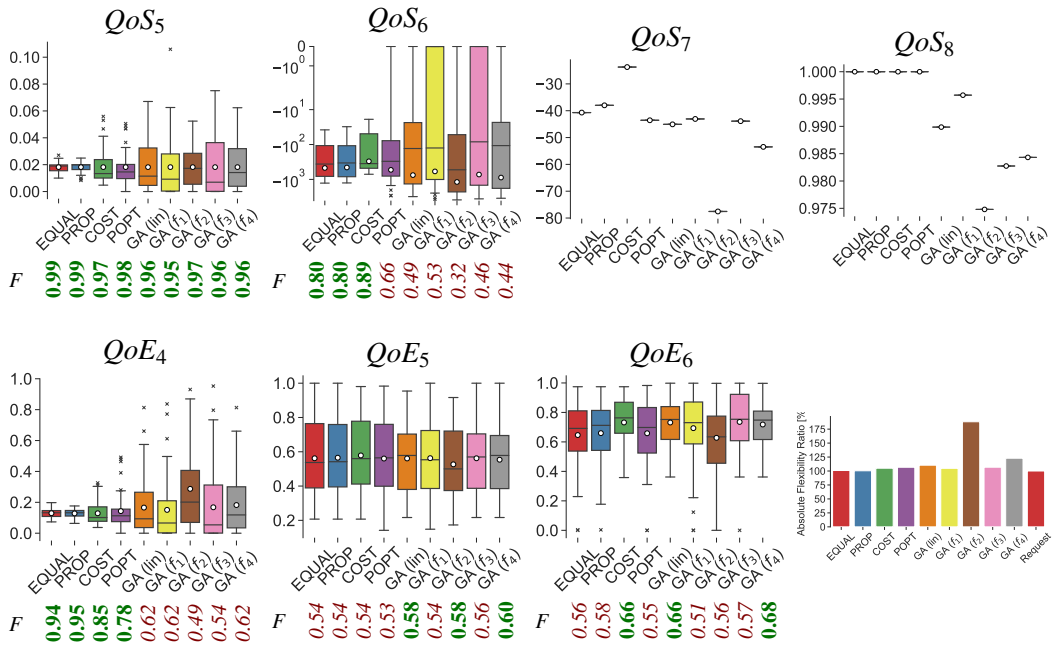 QoS5
0.10
0.08
0.06
0.04
0.02
0.00
EQUAL
PROP
COST
POPT
GA (lin)
GA (f1)
GA (f2)
GA (f3)
GA (f4)
F
0.99
0.99
0.97
0.98
0.96
0.95
0.97
0.96
0.96
QoS6
0
−10^0
−10^1
−10^2
−10^3
EQUAL
PROP
COST
POPT
GA (lin)
GA (f1)
GA (f2)
GA (f3)
GA (f4)
F
0.80
0.80
0.89
0.66
0.49
0.53
0.32
0.46
0.44
QoS7
−30
−40
−50
−60
−70
−80
EQUAL
PROP
COST
POPT
GA (lin)
GA (f1)
GA (f2)
GA (f3)
GA (f4)
QoS8
1.000
0.995
0.990
0.985
0.980
0.975
EQUAL
PROP
COST
POPT
GA (lin)
GA (f1)
GA (f2)
GA (f3)
GA (f4)
QoE4
1.0
0.8
0.6
0.4
0.2
0.0
EQUAL
PROP
COST
POPT
GA (lin)
GA (f1)
GA (f2)
GA (f3)
GA (f4)
F
0.94
0.95
0.85
0.78
0.62
0.62
0.49
0.54
0.62
QoE5
1.0
0.8
0.6
0.4
0.2
EQUAL
PROP
COST
POPT
GA (lin)
GA (f1)
GA (f2)
GA (f3)
GA (f4)
F
0.54
0.54
0.54
0.53
0.58
0.54
0.58
0.56
0.60
QoE6
1.0
0.8
0.6
0.4
0.2
0.0
EQUAL
PROP
COST
POPT
GA (lin)
GA (f1)
GA (f2)
GA (f3)
GA (f4)
F
0.56
0.58
0.66
0.55
0.66
0.51
0.56
0.57
0.68
Absolute Flexibility Ratio [%
175
150
125
100
75
50
25
0
EQUAL
PROP
COST
POPT
GA (lin)
GA (f1)
GA (f2)
GA (f3)
GA (f4)
Request